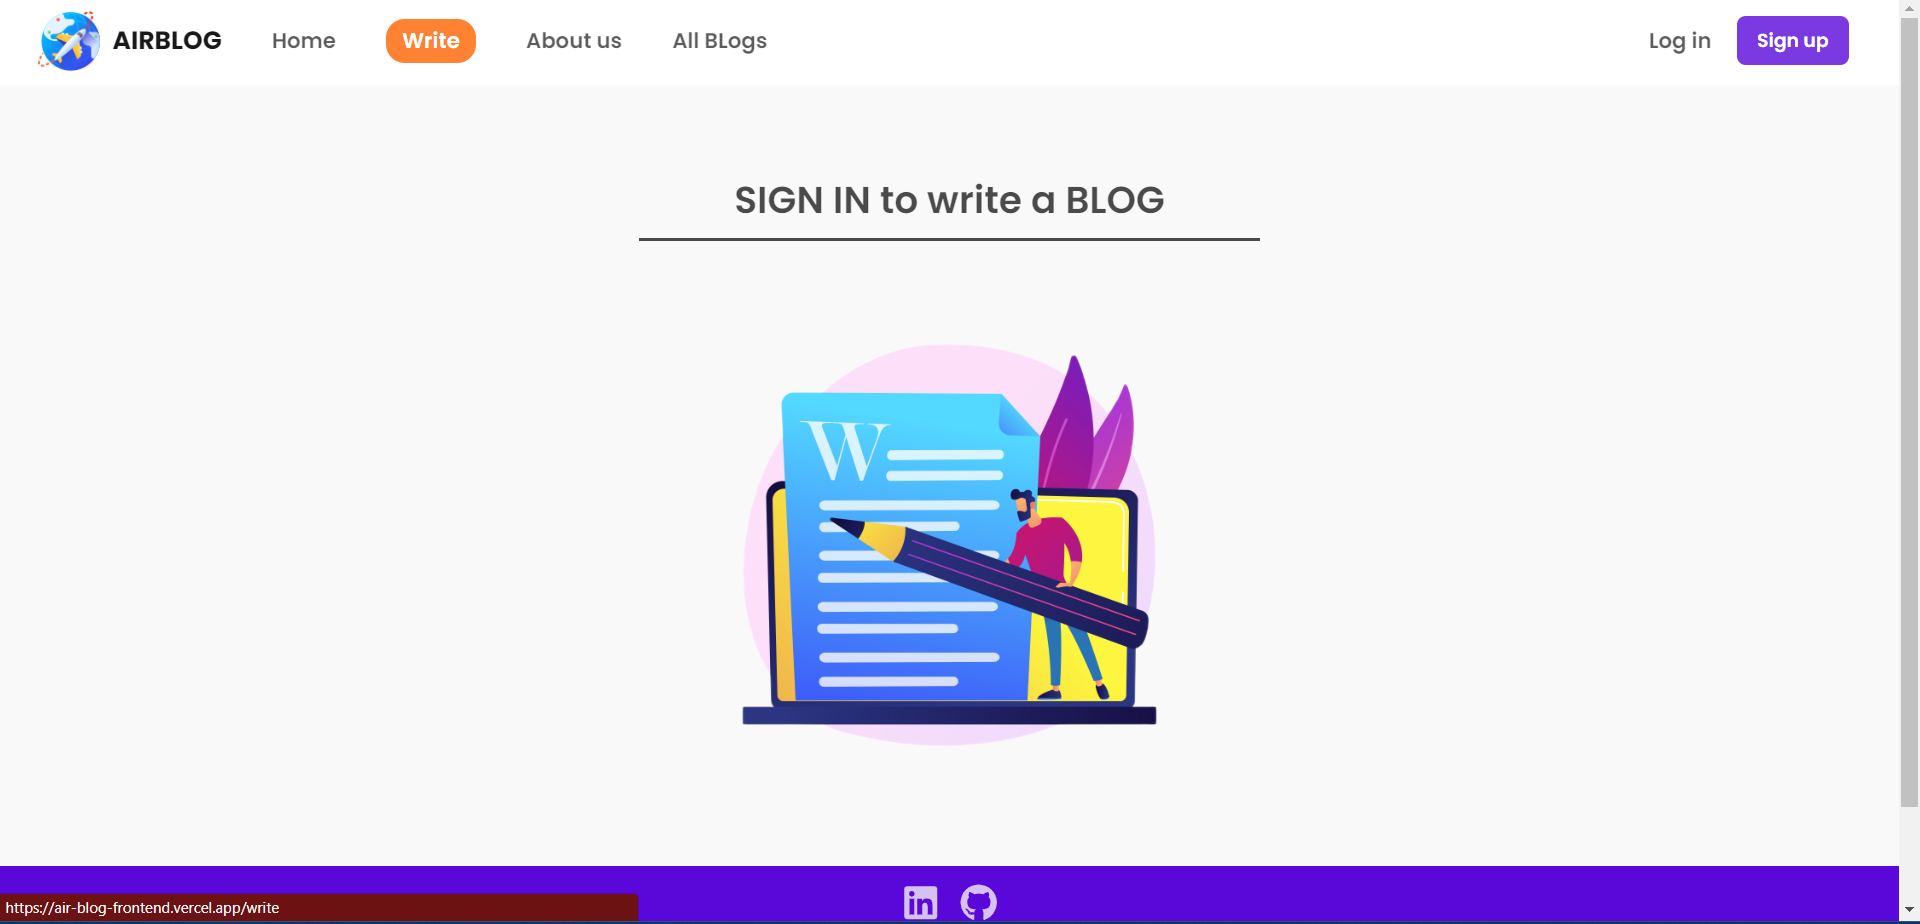 AIRBLOG Home Write About us All BLogs Log in Sign up
SIGN IN to write a BLOG
W
in
https://air-blog-frontend.vercel.app/write